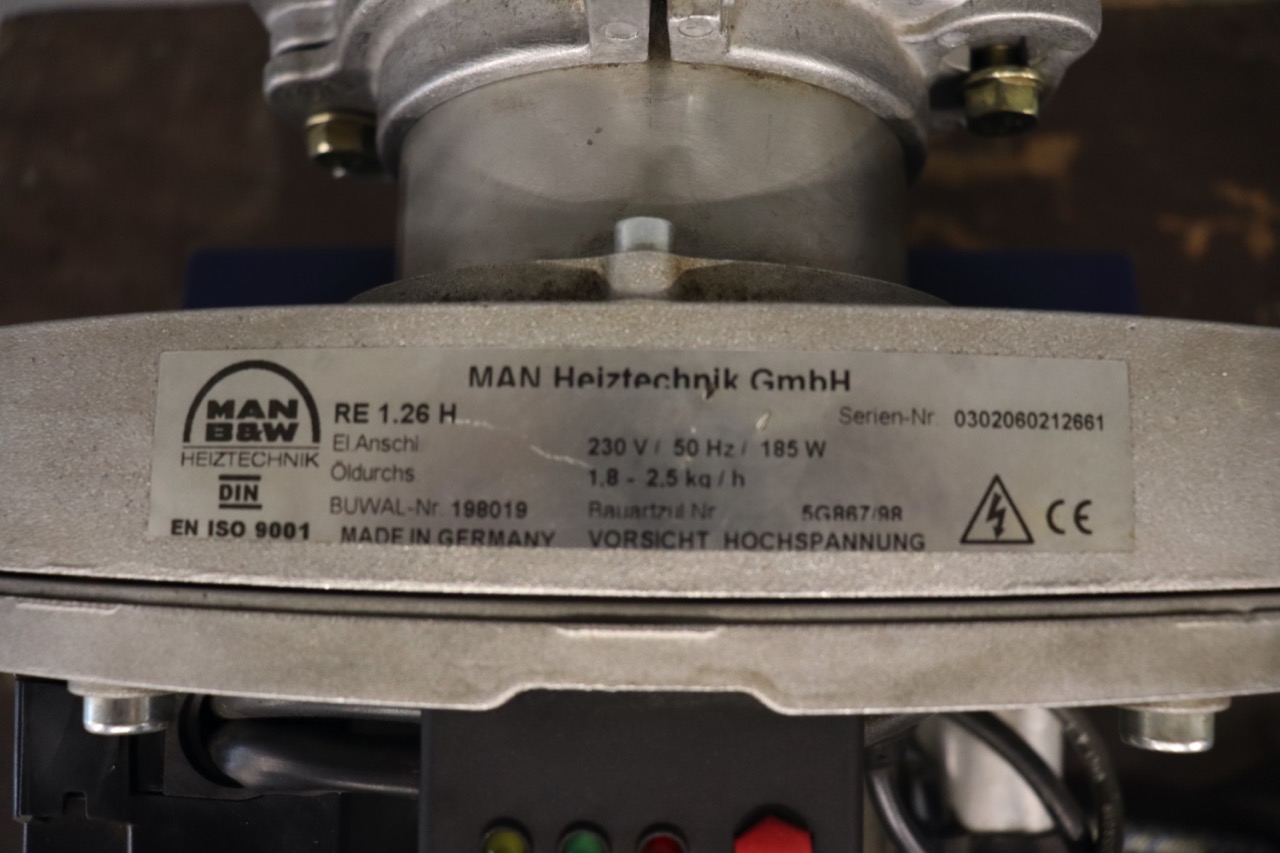 MAN Heiztechnik GmbH
MAN
B&W
HEIZTECHNIK
DIN
EN ISO 9001
RE 1.26 H
Serien-Nr. 0302060212661
El.Anschl. 230 V / 50 Hz / 185 W
Öldurchs. 1,8 - 2,5 kg / h
BUWAL-Nr. 198019 Bauartzul.Nr. 5G867/98
MADE IN GERMANY VORSICHT HOCHSPANNUNG
CE